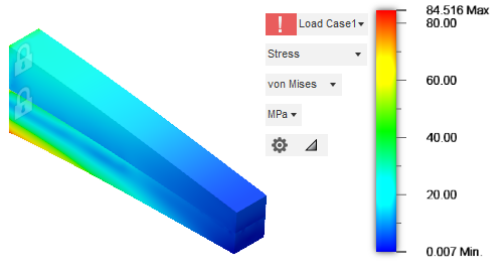 ! Load Case1
Stress
von Mises
MPa
84.516 Max
80.00
60.00
40.00
20.00
0.007 Min.